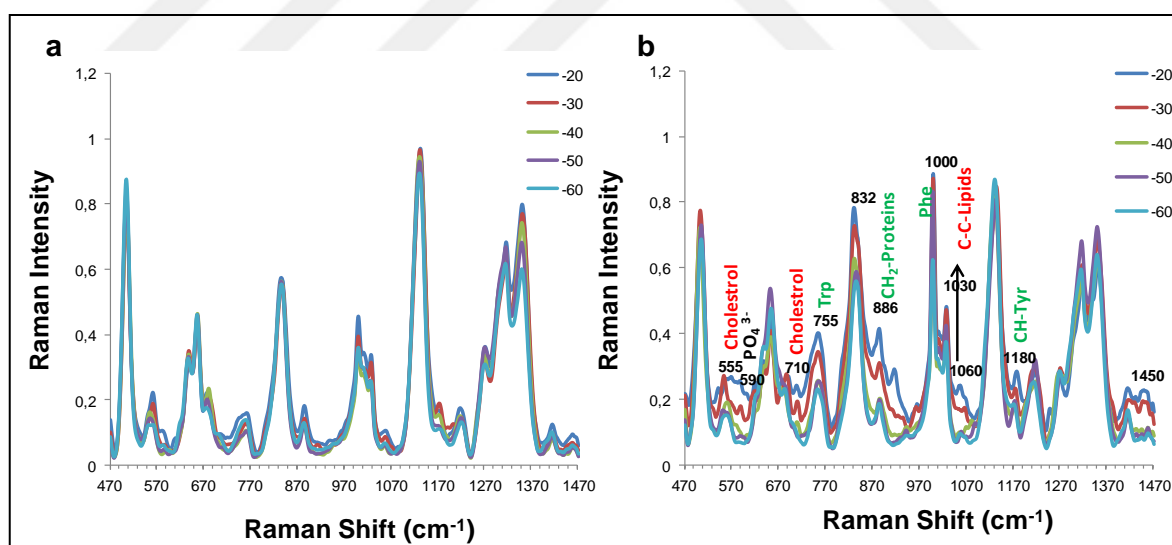 a
Raman Intensity
1,2
1
0,8
0,6
0,4
0,2
0
470 570 670 770 870 970 1070 1170 1270 1370 1470
Raman Shift (cm-1)
-20
-30
-40
-50
-60
b
Raman Intensity
1,2
1
0,8
0,6
0,4
0,2
0
470 570 670 770 870 970 1070 1170 1270 1370 1470
Raman Shift (cm-1)
-20
-30
-40
-50
-60
Cholestrol
555
PO4 3-
590
Cholestrol
710
Trp
755
832
CH2-Proteins
886
Phe
1000
C-C-Lipids
1030
1060
CH-Tyr
1180
1450